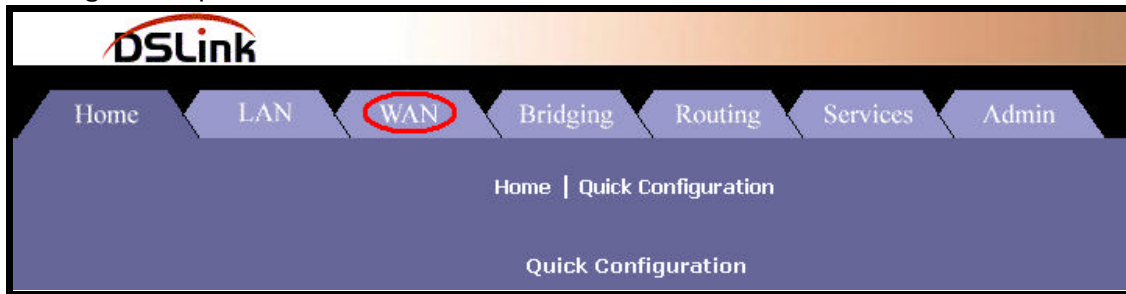 DSLink
Home LAN WAN Bridging Routing Services Admin
Home | Quick Configuration
Quick Configuration